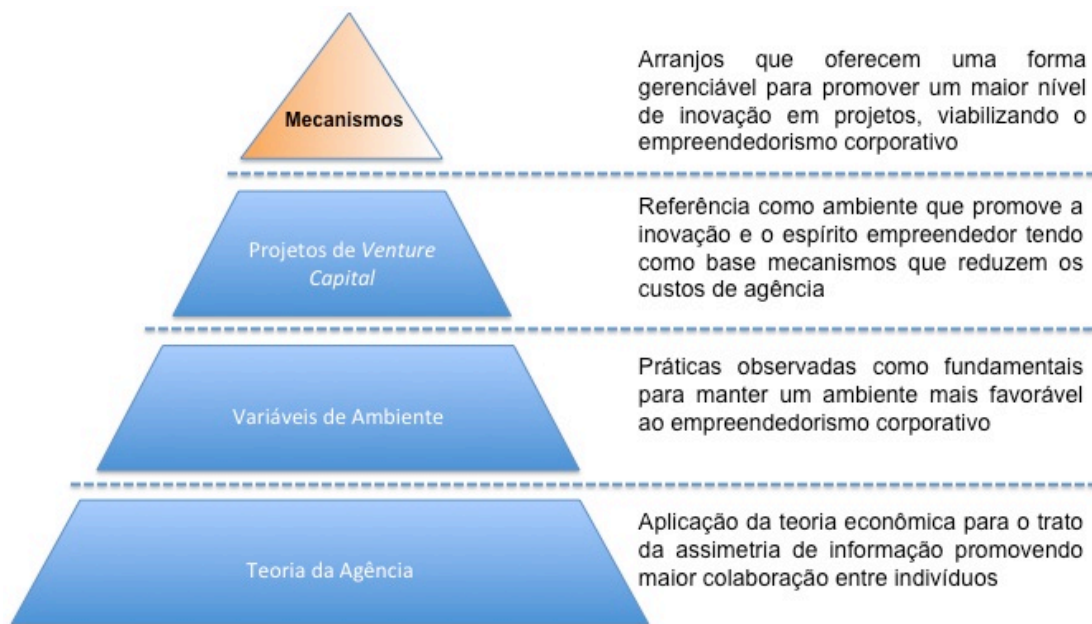 Mecanismos
Arranjos que oferecem uma forma
gerenciável para promover um maior nível
de inovação em projetos, viabilizando o
empreendedorismo corporativo
Projetos de Venture
Capital
Referência como ambiente que promove a
inovação e o espírito empreendedor tendo
como base mecanismos que reduzem os
custos de agência
Variáveis de Ambiente
Práticas observadas como fundamentais
para manter um ambiente mais favorável
ao empreendedorismo corporativo
Teoria da Agência
Aplicação da teoria econômica para o trato
da assimetria de informação promovendo
maior colaboração entre indivíduos